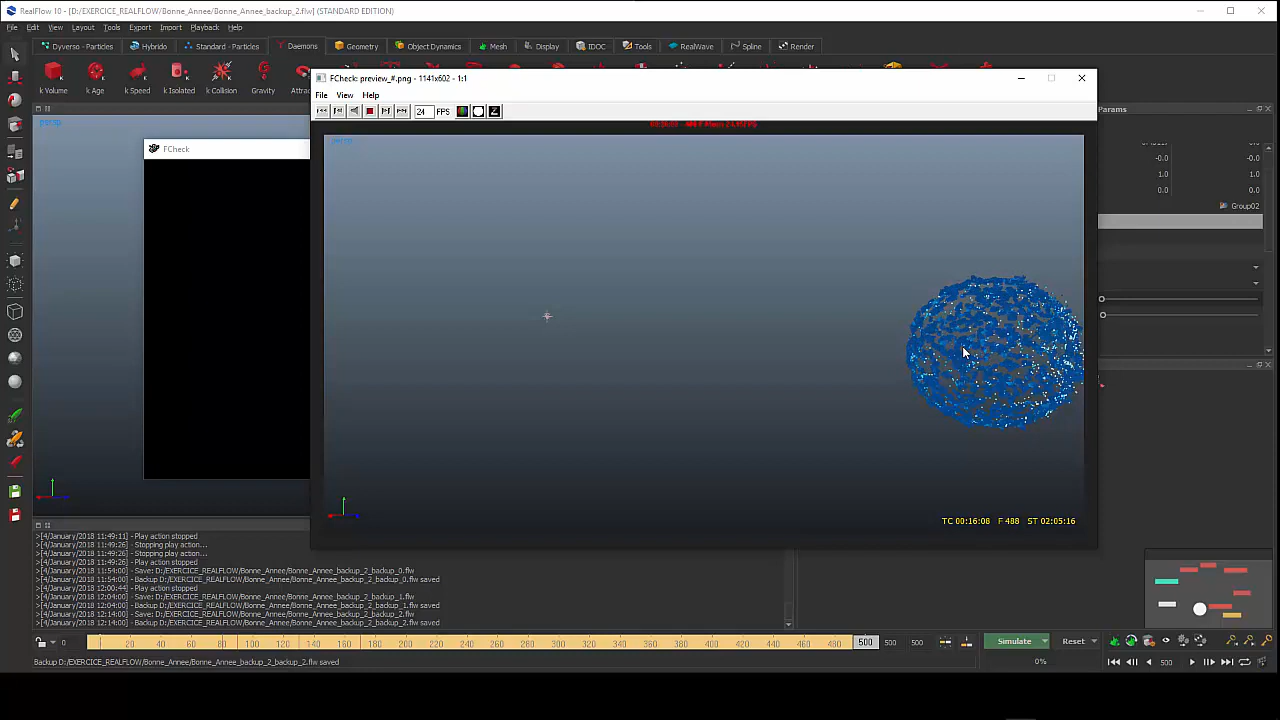 RealFlow 10 - [D:/EXERCICE_REALFLOW/Bonne_Annee_backup_2.flw] (STANDARD EDITION)
File Edit View Layout Tools Export Import Playback Help
Dyverso - Particles Hybrido Standard - Particles Daemons Geometry Object Dynamics Mesh Display IDOC Tools RealWave Spline Render
k Volume k Age k Speed k Isolated k Collision Gravity
FCheck: preview_#.png - 1141x602 - 1:1
File View Help
24 FPS
Params
persp
FCheck
persp
-0.0 -0.0
1.0 1.0
0.0 0.0
Group02
TC 00:16:08 F 488 ST 02:05:16
>[4/January/2018 11:49:11] - Play action stopped
>[4/January/2018 11:49:26] - Stopping play action...
>[4/January/2018 11:49:26] - Stopping play action...
>[4/January/2018 11:49:26] - Play action stopped
>[4/January/2018 11:54:00] - Save: D:/EXERCICE_REALFLOW/Bonne_Annee/Bonne_Annee_backup_2_backup_0.flw
>[4/January/2018 11:54:00] - Backup D:/EXERCICE_REALFLOW/Bonne_Annee/Bonne_Annee_backup_2_backup_0.flw saved
>[4/January/2018 12:00:44] - Play action stopped
>[4/January/2018 12:04:00] - Save: D:/EXERCICE_REALFLOW/Bonne_Annee/Bonne_Annee_backup_2_backup_1.flw
>[4/January/2018 12:04:00] - Backup D:/EXERCICE_REALFLOW/Bonne_Annee/Bonne_Annee_backup_2_backup_1.flw saved
>[4/January/2018 12:14:00] - Save: D:/EXERCICE_REALFLOW/Bonne_Annee/Bonne_Annee_backup_2_backup_2.flw
>[4/January/2018 12:14:00] - Backup D:/EXERCICE_REALFLOW/Bonne_Annee/Bonne_Annee_backup_2_backup_2.flw saved
0 20 40 60 80 100 120 140 160 180 200 220 240 260 280 300 320 340 360 380 400 420 440 460 480 500 500 500 Simulate Reset
Backup D:/EXERCICE_REALFLOW/Bonne_Annee/Bonne_Annee_backup_2_backup_2.flw saved 0% 500